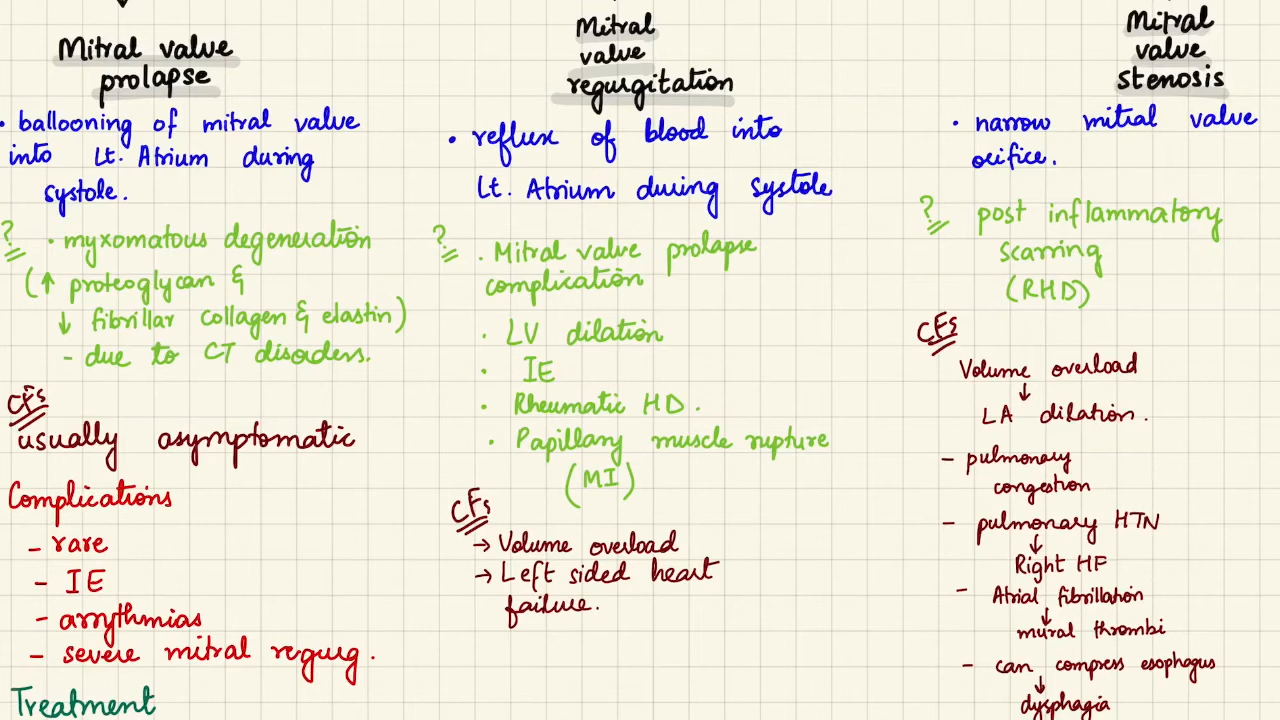 Mitral valve
prolapse
• ballooning of mitral valve
into Lt. Atrium during
systole.
? • myxomatous degeneration
(↑ proteoglycan &
↓ fibrillar collagen & elastin)
- due to CT disorders.
CFs
usually asymptomatic
Complications
- rare
- IE
- arrythmias
- severe mitral regurg.
Treatment
Mitral
valve
regurgitation
• reflux of blood into
Lt. Atrium during systole
? . Mitral valve prolapse
complication
• LV dilation
• IE
• Rheumatic HD.
• Papillary muscle rupture
(MI)
CFs
→ Volume overload
→ Left sided heart
failure.
Mitral
valve
stenosis
• narrow mitral valve
orifice.
? post inflammatory
scarring
(RHD)
CFs
Volume overload
↓
LA dilation.
- pulmonary
congestion
- pulmonary HTN
↓
Right HF
- Atrial fibrillation
↓
mural thrombi
- can compress esophagus
↓
dysphagia